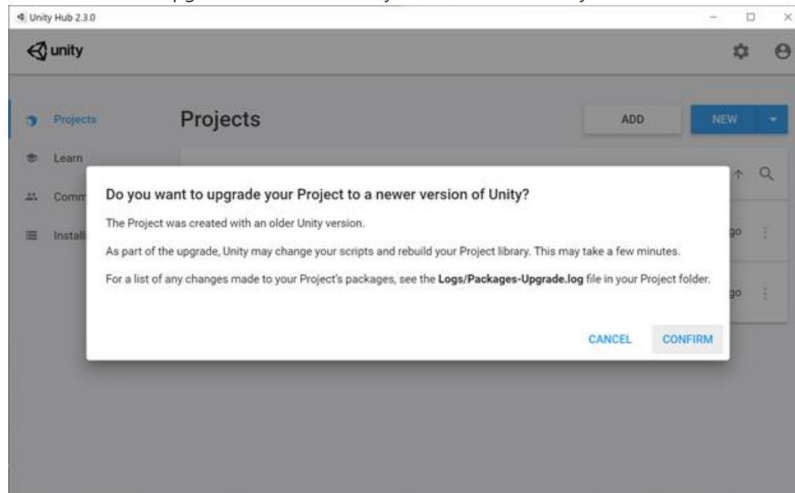 Unity Hub 2.3.0
unity
Projects
Projects
ADD
NEW
Learn
Comm
Install
Do you want to upgrade your Project to a newer version of Unity?
The Project was created with an older Unity version.
As part of the upgrade, Unity may change your scripts and rebuild your Project library. This may take a few minutes.
For a list of any changes made to your Project's packages, see the Logs/Packages-Upgrade.log file in your Project folder.
go
go
CANCEL
CONFIRM